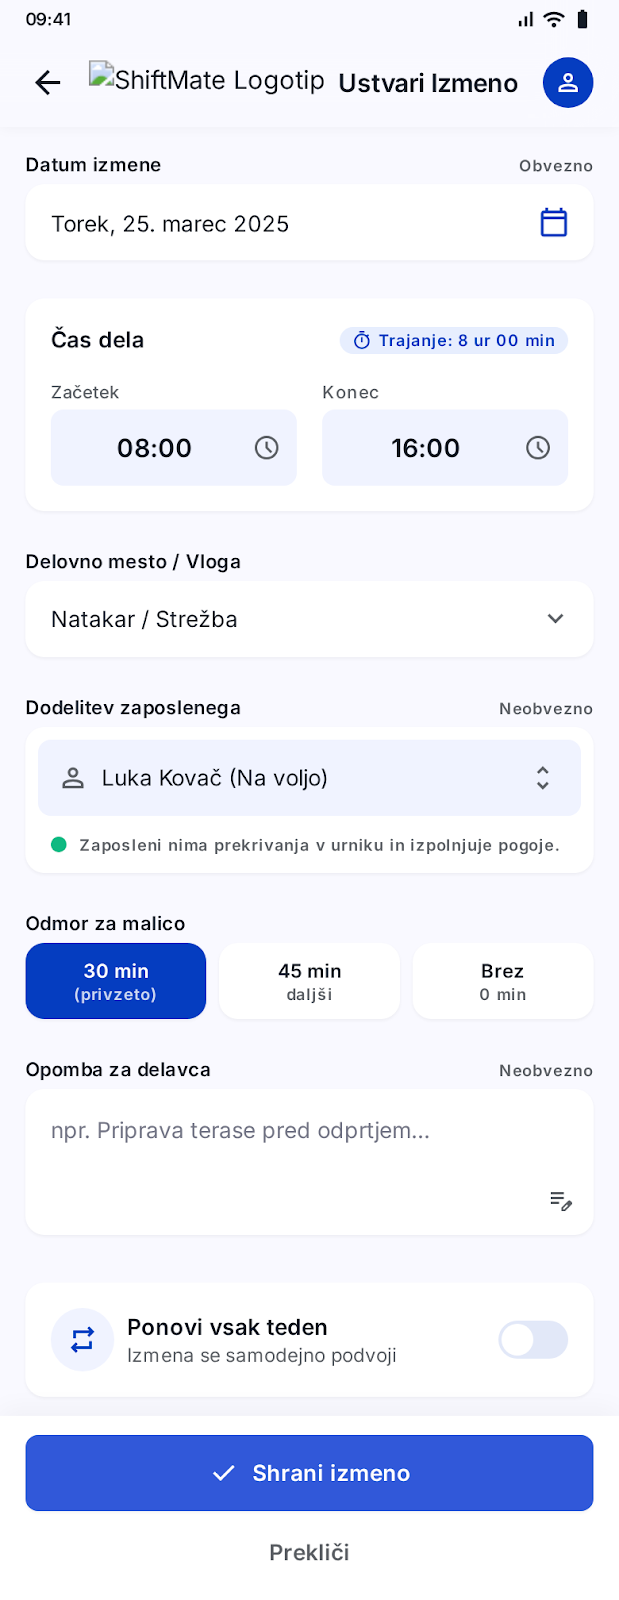 09:41
ShiftMate Logotip Ustvari Izmeno
Datum izmene Obvezno
Torek, 25. marec 2025
Čas dela Trajanje: 8 ur 00 min
Začetek Konec
08:00 16:00
Delovno mesto / Vloga
Natakar / Strežba
Dodelitev zaposlenega Neobvezno
Luka Kovač (Na voljo)
Zaposleni nima prekrivanja v urniku in izpolnjuje pogoje.
Odmor za malico
30 min 45 min Brez
(privzeto) daljši 0 min
Opomba za delavca Neobvezno
npr. Priprava terase pred odprtjem...
Ponovi vsak teden
Izmena se samodejno podvoji
Shrani izmeno
Prekliči